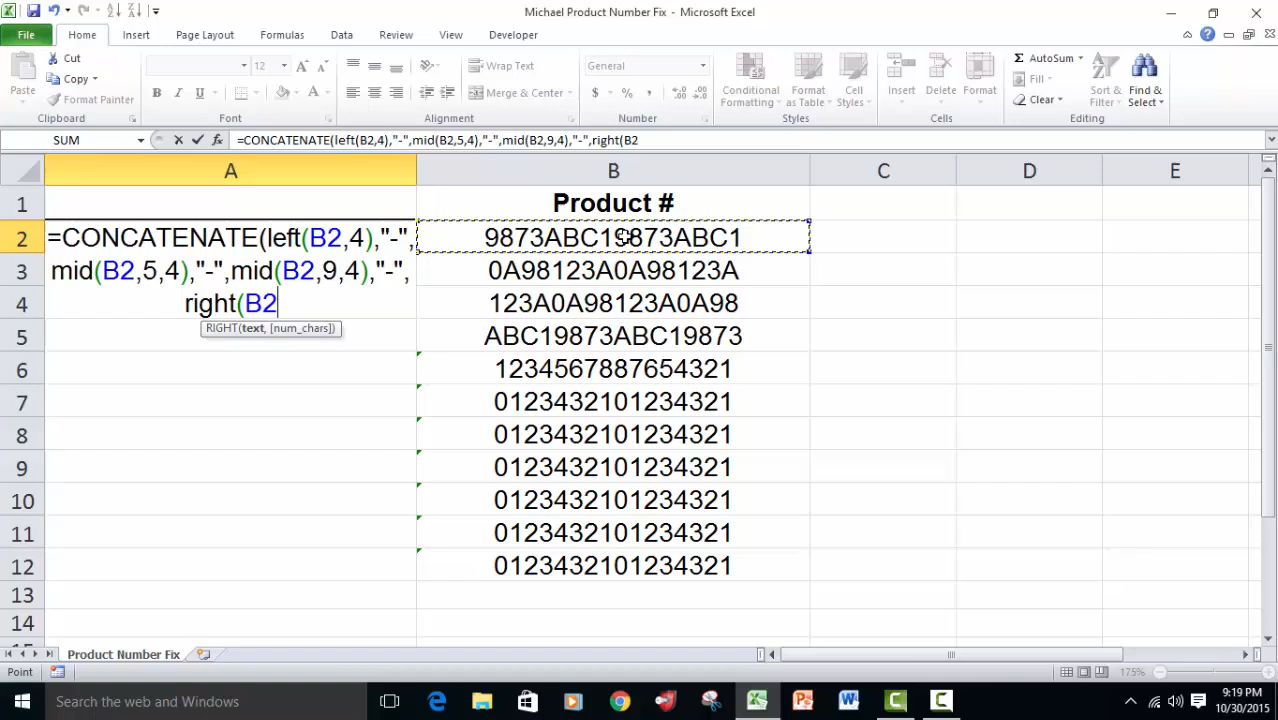 Michael Product Number Fix - Microsoft Excel
File Home Insert Page Layout Formulas Data Review View Developer
Cut
Copy
Format Painter
Paste
Clipboard
12
A A
B I U
A
Font
Wrap Text
Merge & Center
Alignment
General
$ % ,
Number
Conditional Formatting
Format as Table
Cell Styles
Styles
Insert Delete Format
Cells
Σ AutoSum
Fill
Clear
Sort & Filter
Find & Select
Editing
SUM fx =CONCATENATE(left(B2,4),"-",mid(B2,5,4),"-",mid(B2,9,4),"-",right(B2
A B C D E
1 Product #
2 =CONCATENATE(left(B2,4),"-", 9873ABC19873ABC1
3 mid(B2,5,4),"-",mid(B2,9,4),"-", 0A98123A0A98123A
4 right(B2 123A0A98123A0A98
RIGHT(text, [num_chars])
5 ABC19873ABC19873
6 1234567887654321
7 0123432101234321
8 0123432101234321
9 0123432101234321
10 0123432101234321
11 0123432101234321
12 0123432101234321
13
14
Product Number Fix
Point 175%
Search the web and Windows
9:19 PM
10/30/2015